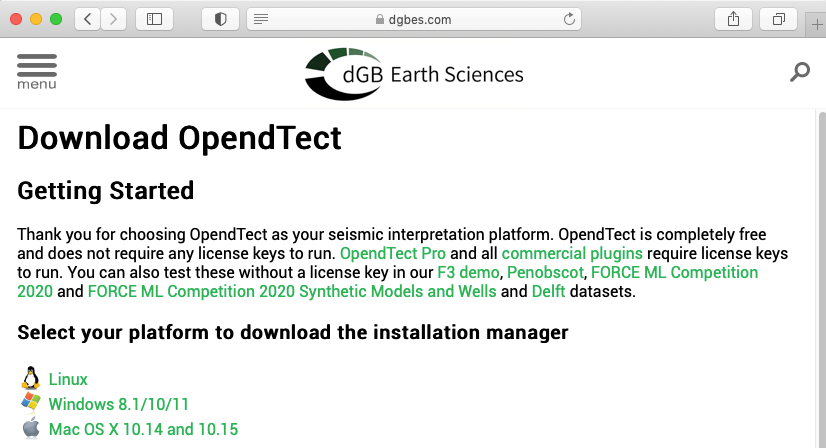 dgbes.com
menu
dGB Earth Sciences
Download OpendTect
Getting Started
Thank you for choosing OpendTect as your seismic interpretation platform. OpendTect is completely free
and does not require any license keys to run. OpendTect Pro and all commercial plugins require license keys
to run. You can also test these without a license key in our F3 demo, Penobscot, FORCE ML Competition
2020 and FORCE ML Competition 2020 Synthetic Models and Wells and Delft datasets.
Select your platform to download the installation manager
Linux
Windows 8.1/10/11
Mac OS X 10.14 and 10.15